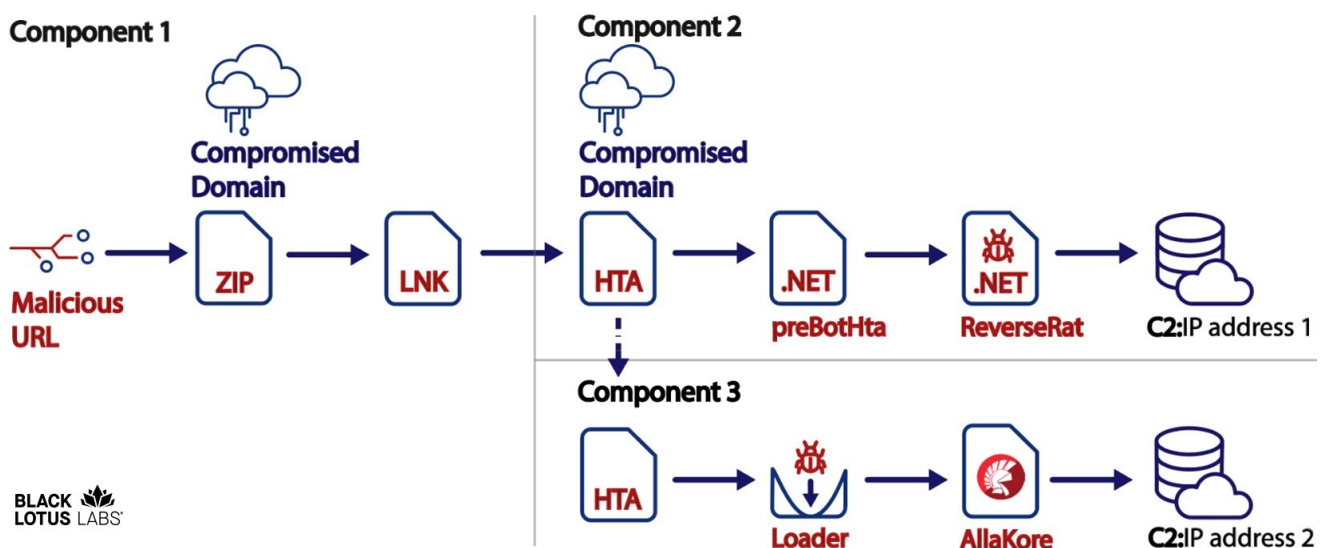 Component 1
Compromised
Domain
Malicious
URL
ZIP
LNK
Component 2
Compromised
Domain
HTA
.NET
preBotHta
.NET
ReverseRat
C2:IP address 1
Component 3
HTA
Loader
AllaKore
C2:IP address 2
BLACK
LOTUS LABS®